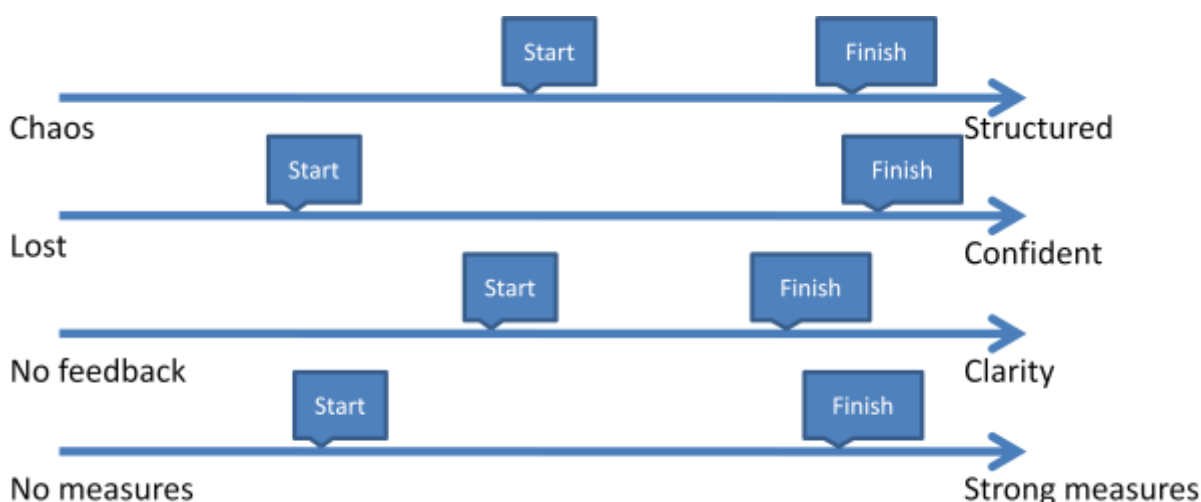 Start Finish
Chaos Structured
Start Finish
Lost Confident
Start Finish
No feedback Clarity
Start Finish
No measures Strong measures